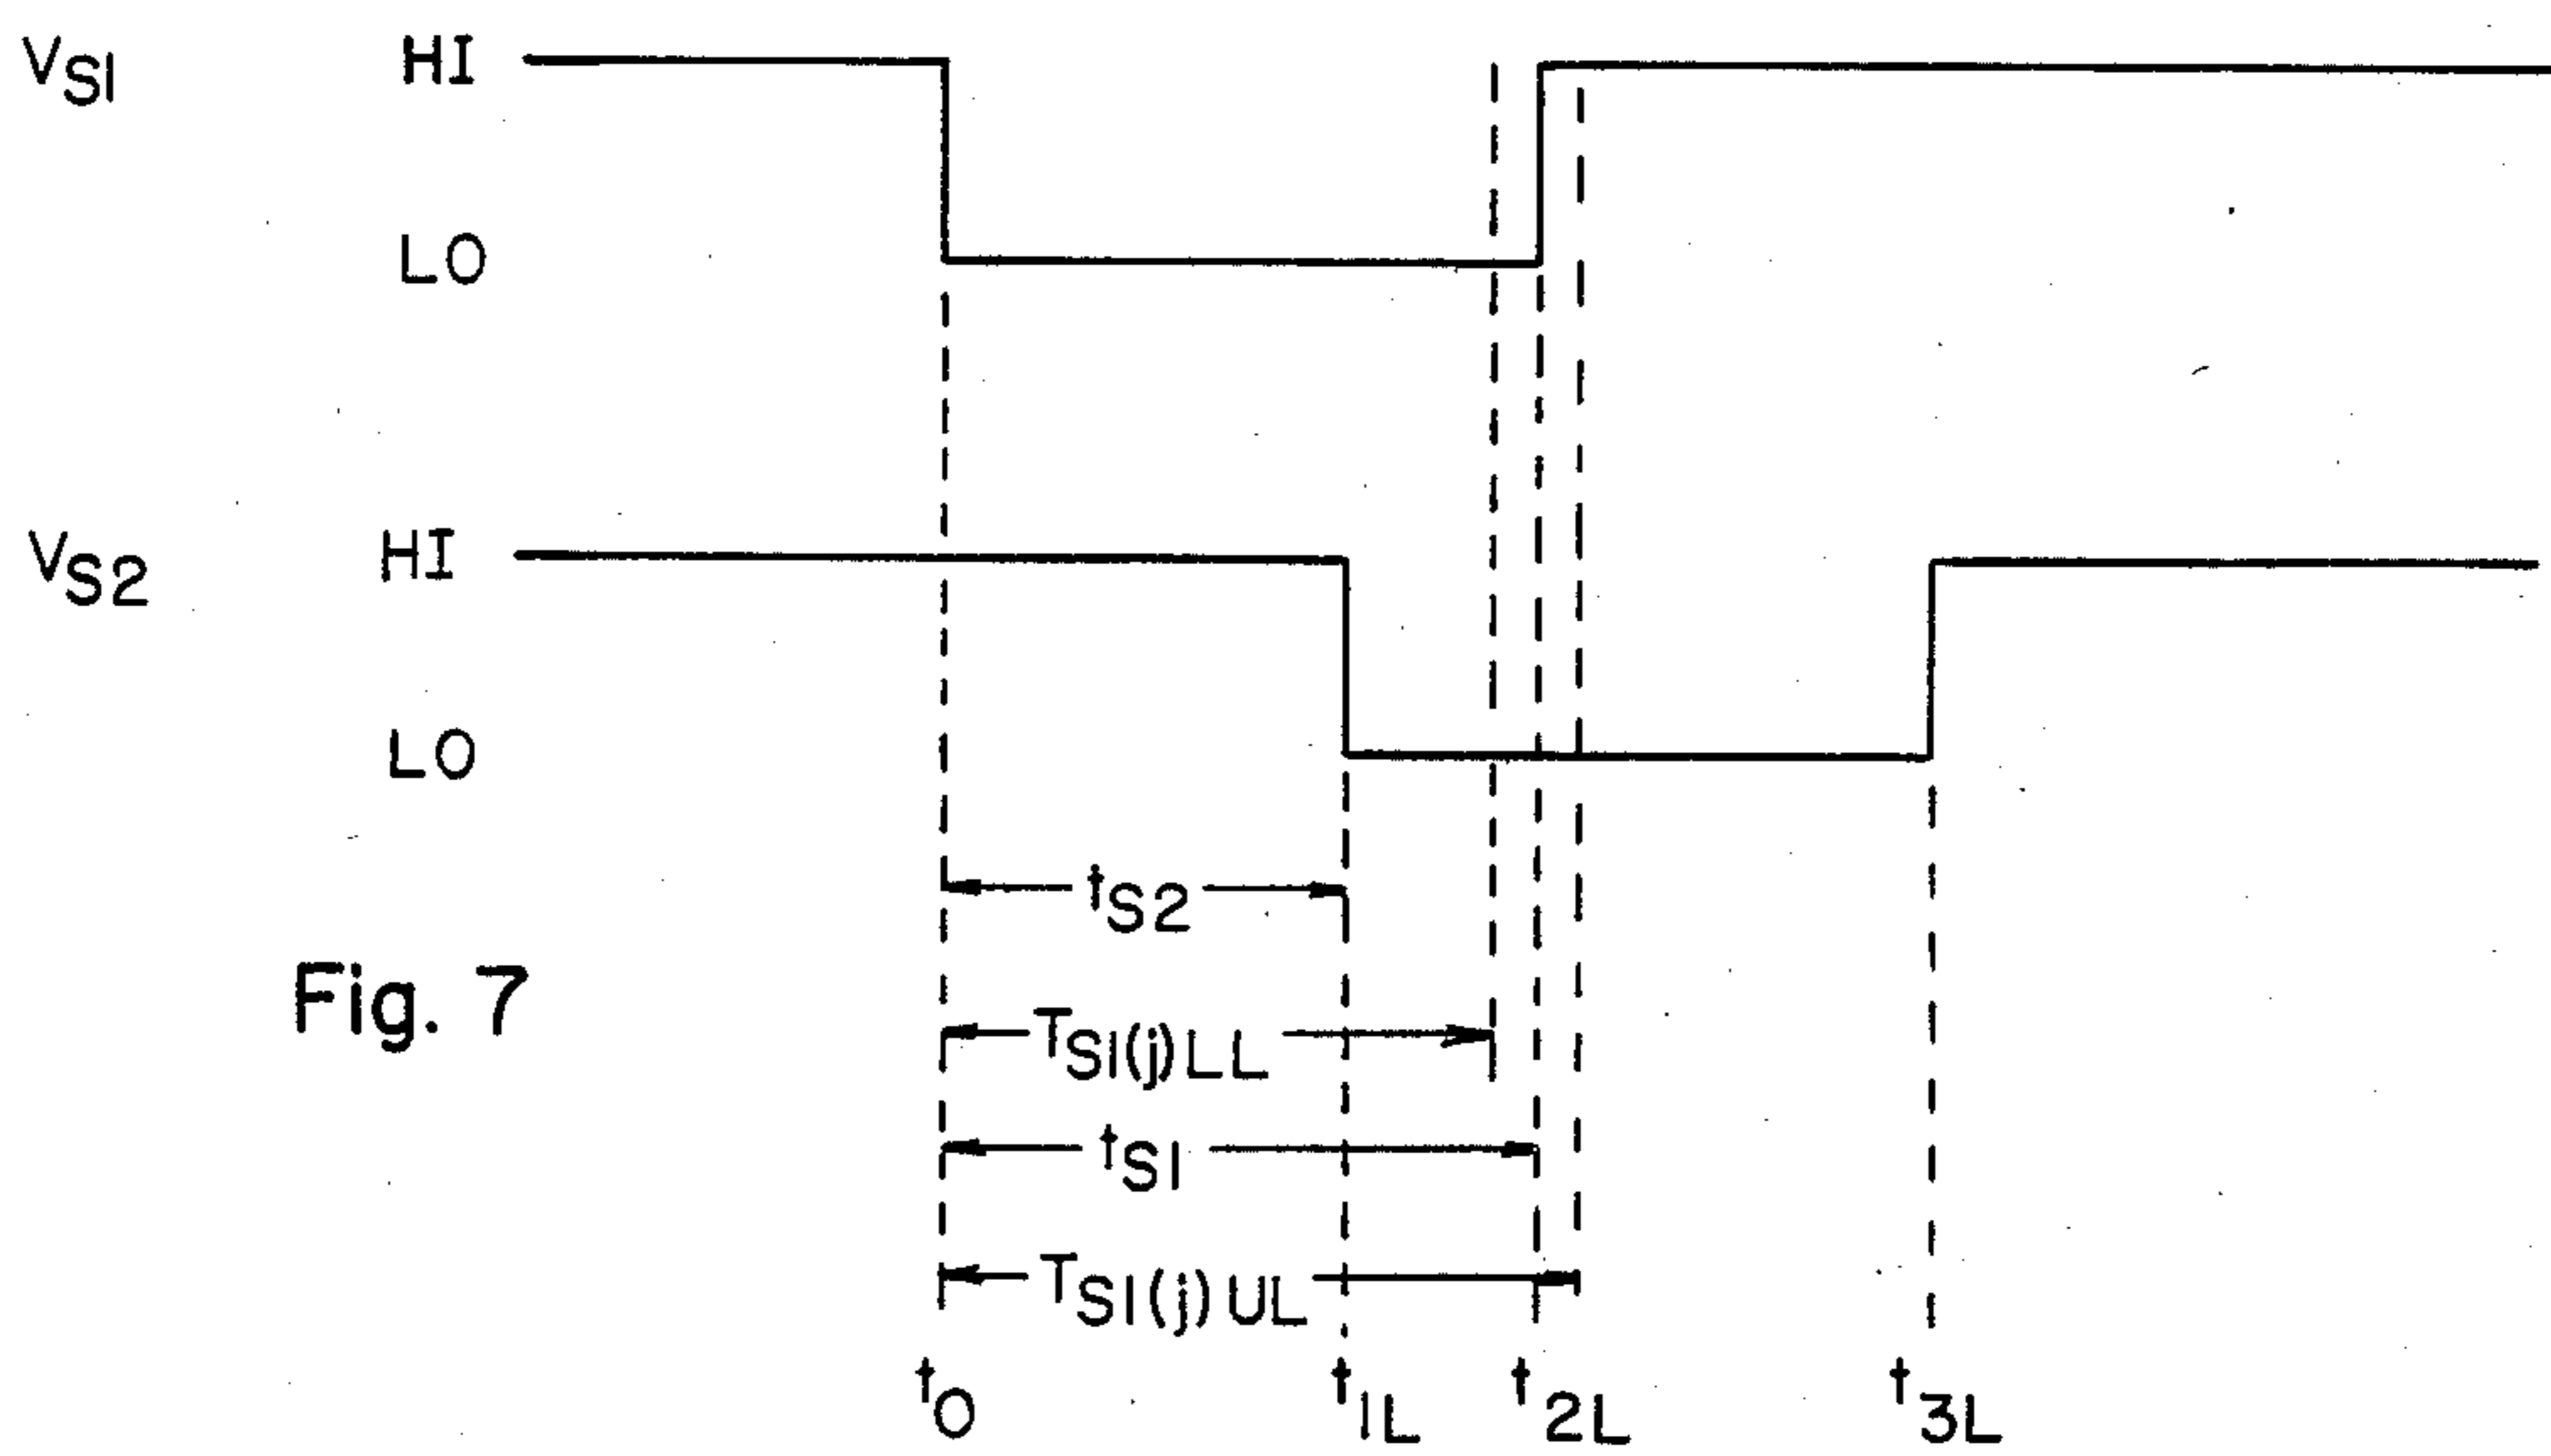 VS1 HI
LO
VS2 HI
LO
tS2
Fig. 7
TS1(j)LL
tS1
TS1(j)UL
t0 t1L t2L t3L